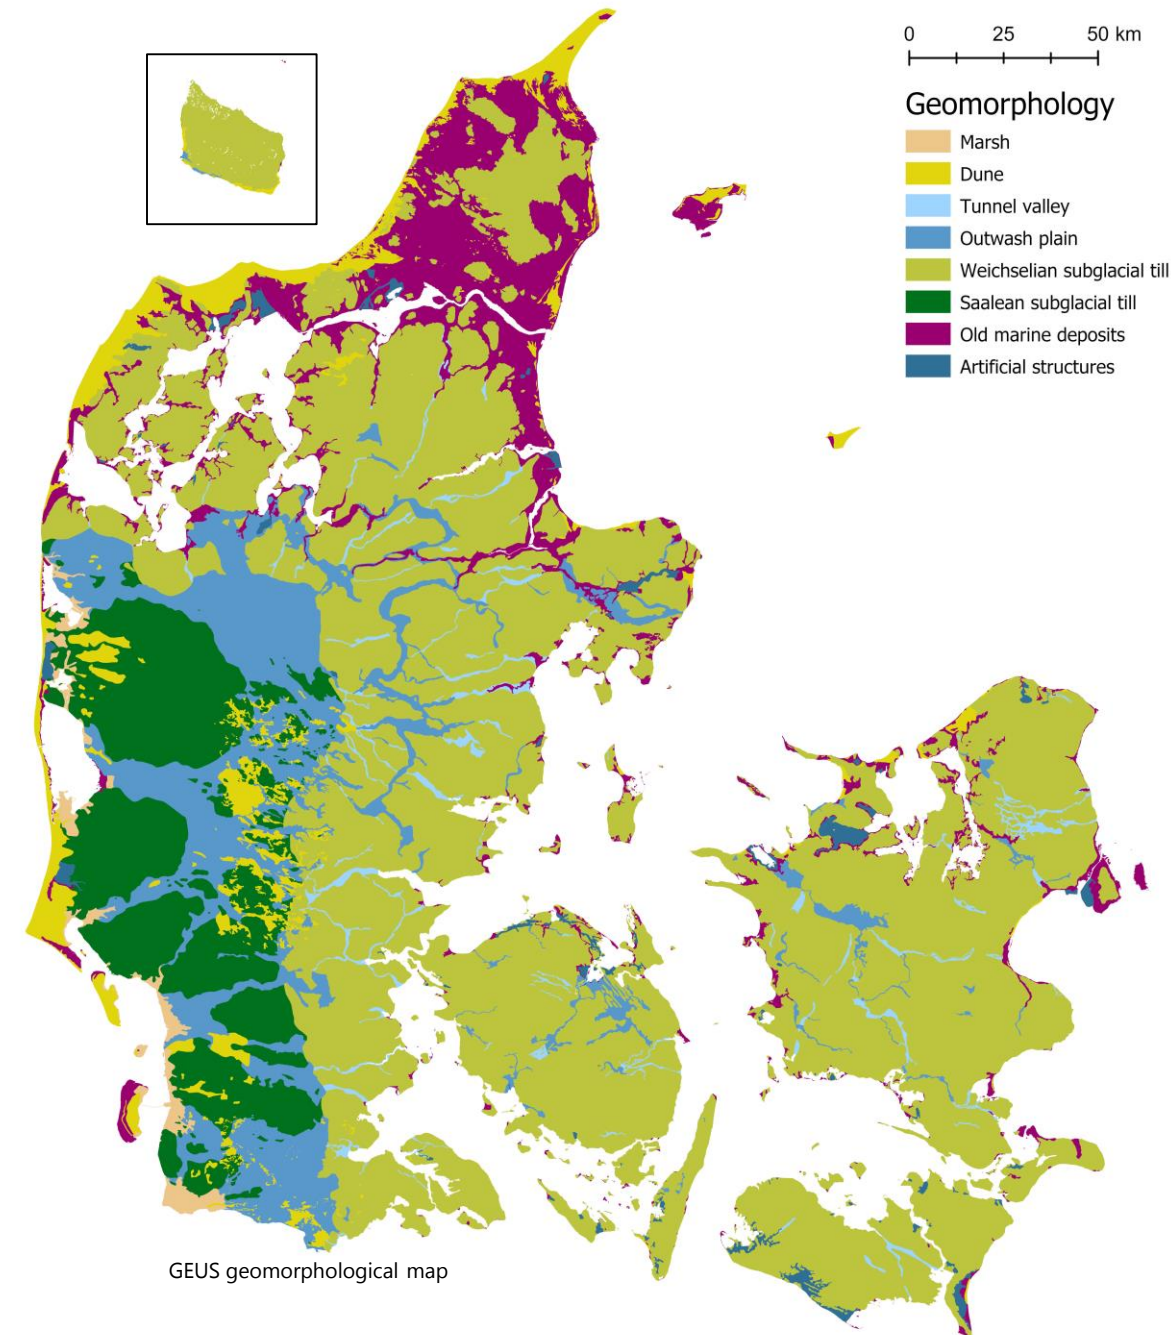 0 25 50 km
Geomorphology
Marsh
Dune
Tunnel valley
Outwash plain
Weichselian subglacial till
Saalean subglacial till
Old marine deposits
Artificial structures
GEUS geomorphological map